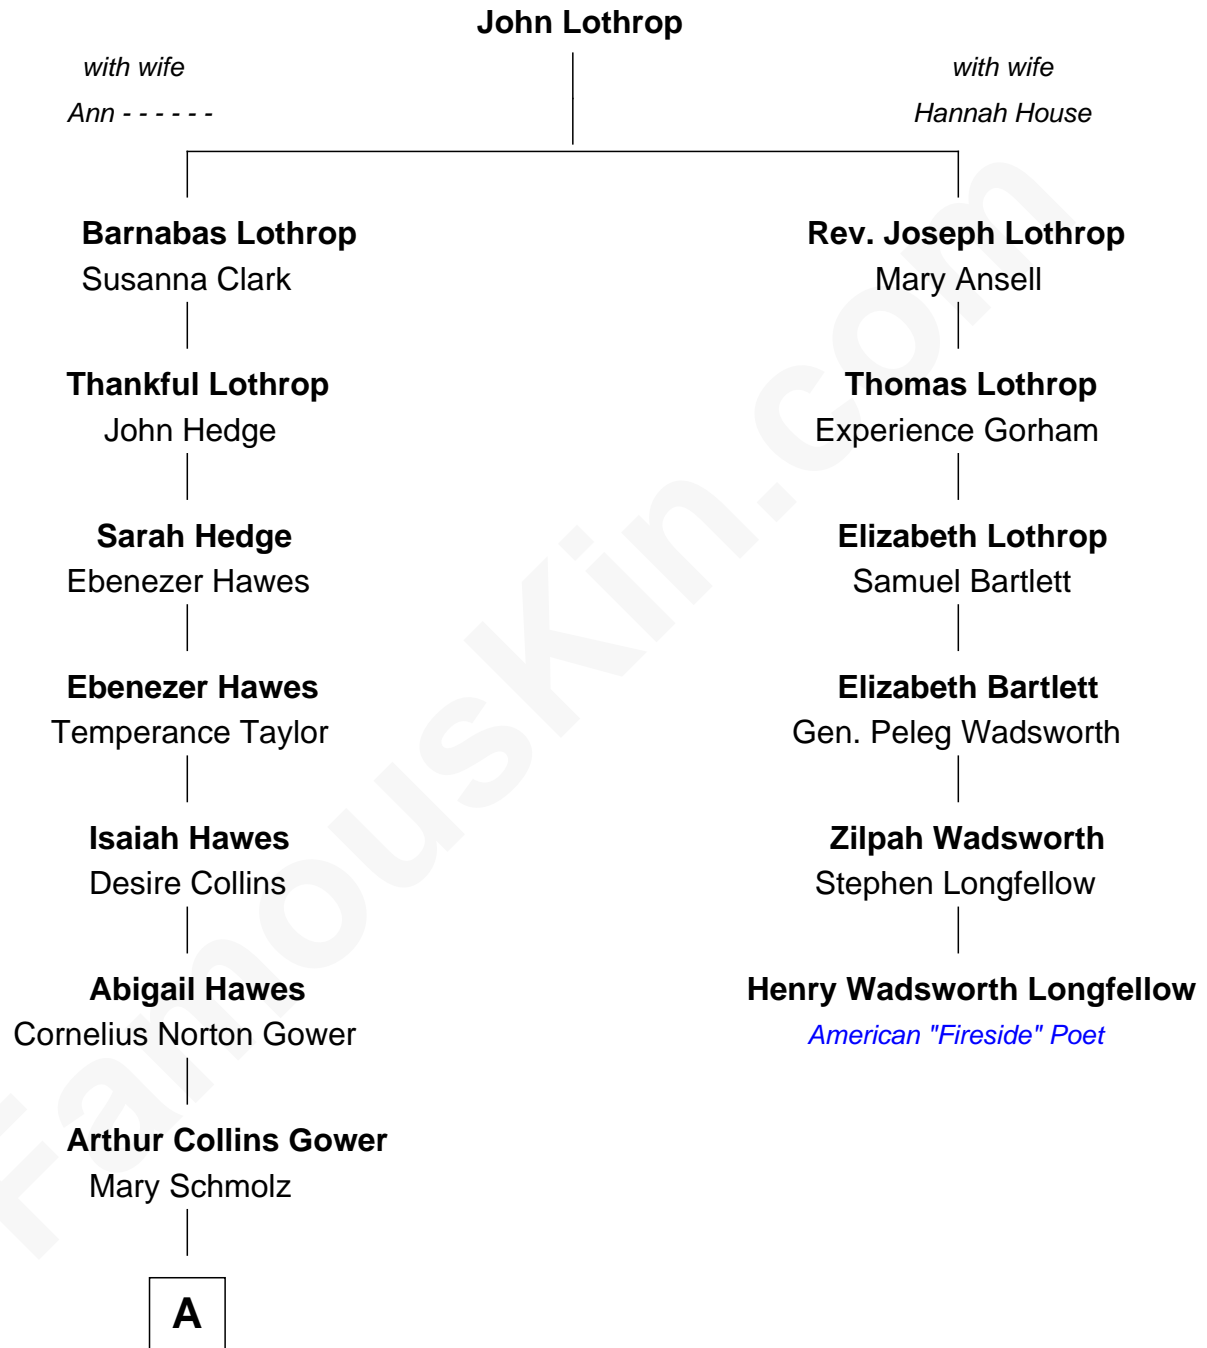 John Lothrop
with wife
Ann - - - - - -
with wife
Hannah House
Barnabas Lothrop
Susanna Clark
Rev. Joseph Lothrop
Mary Ansell
Thankful Lothrop
John Hedge
Thomas Lothrop
Experience Gorham
Sarah Hedge
Ebenezer Hawes
Elizabeth Lothrop
Samuel Bartlett
Ebenezer Hawes
Temperance Taylor
Elizabeth Bartlett
Gen. Peleg Wadsworth
Isaiah Hawes
Desire Collins
Zilpah Wadsworth
Stephen Longfellow
Abigail Hawes
Cornelius Norton Gower
Henry Wadsworth Longfellow
American "Fireside" Poet
Arthur Collins Gower
Mary Schmolz
A
FamousKin.com